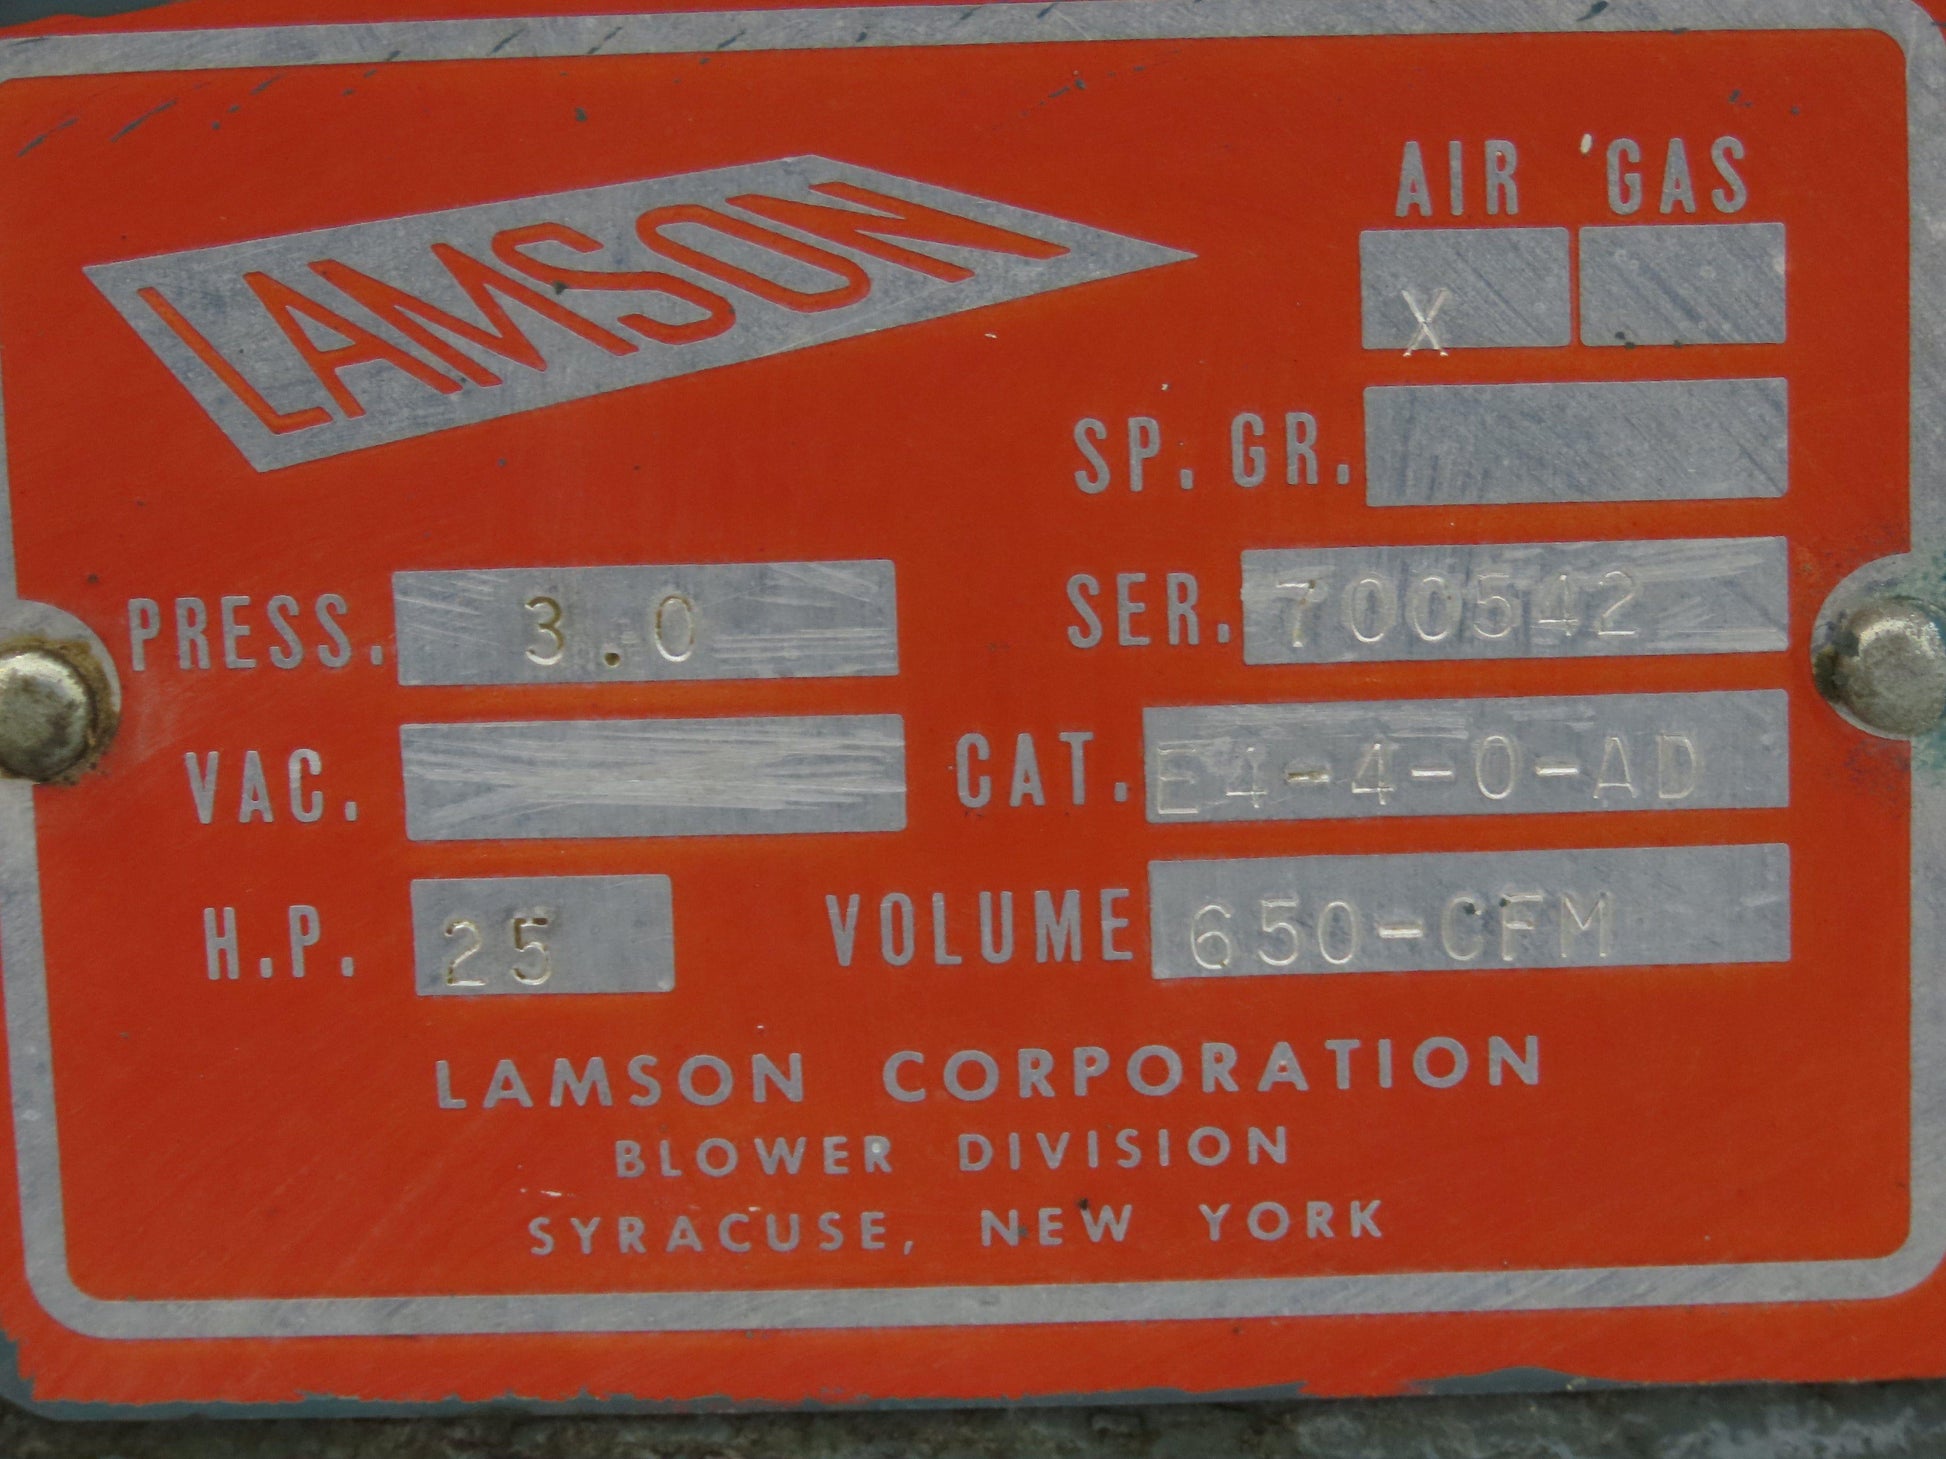 LAMSON
AIR GAS
X
SP. GR.
PRESS. 3.0 SER. 700542
VAC. CAT. E4-4-0-AD
H.P. 25 VOLUME 650-CFM
LAMSON CORPORATION
BLOWER DIVISION
SYRACUSE, NEW YORK